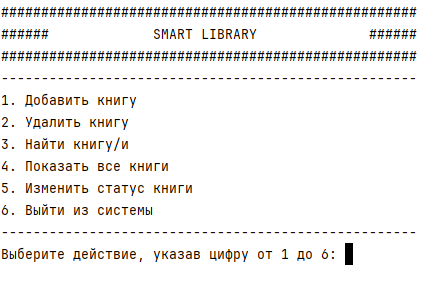 ####################################################
######             SMART LIBRARY              ######
####################################################
----------------------------------------------------
1. Добавить книгу
2. Удалить книгу
3. Найти книгу/и
4. Показать все книги
5. Изменить статус книги
6. Выйти из системы
----------------------------------------------------
Выберите действие, указав цифру от 1 до 6: